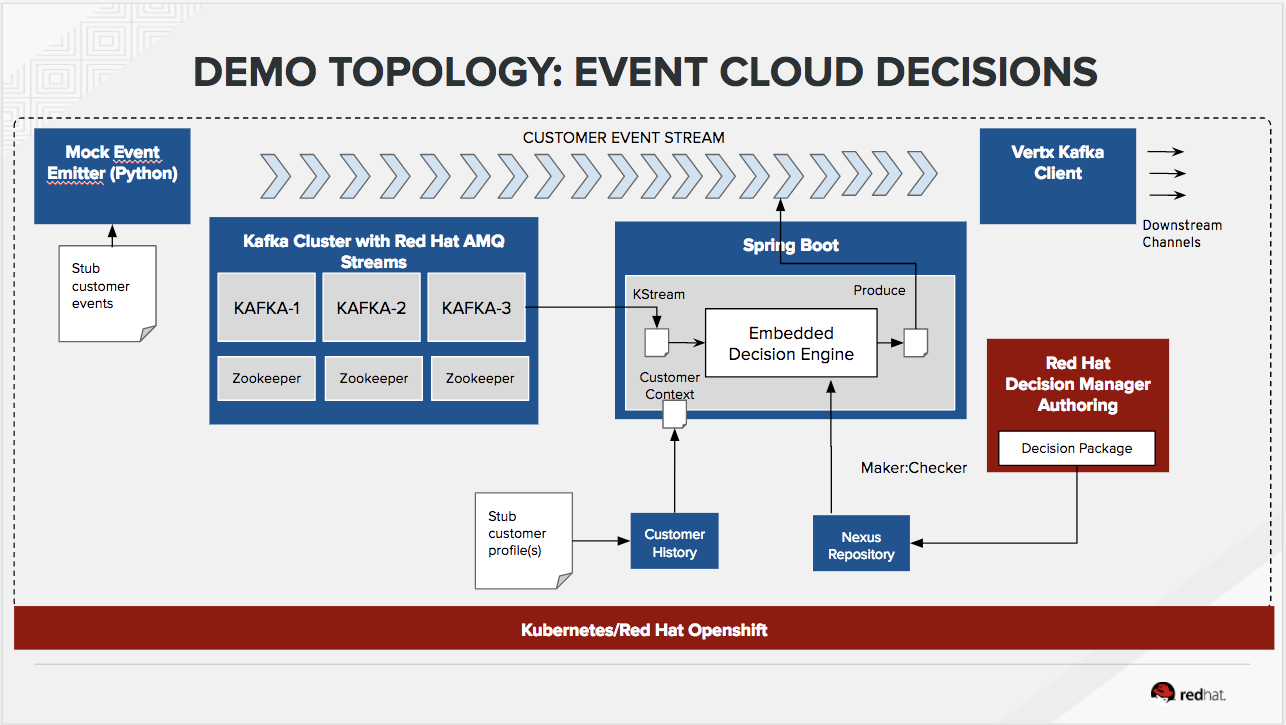 DEMO TOPOLOGY: EVENT CLOUD DECISIONS
CUSTOMER EVENT STREAM
Mock Event
Emitter (Python)
Stub
customer
events
Kafka Cluster with Red Hat AMQ
Streams
KAFKA-1
KAFKA-2
KAFKA-3
Zookeeper
Zookeeper
Zookeeper
Spring Boot
KStream
Produce
Embedded
Decision Engine
Customer
Context
Vertx Kafka
Client
Downstream
Channels
Red Hat
Decision Manager
Authoring
Decision Package
Maker:Checker
Stub
customer
profile(s)
Customer
History
Nexus
Repository
Kubernetes/Red Hat Openshift
redhat.